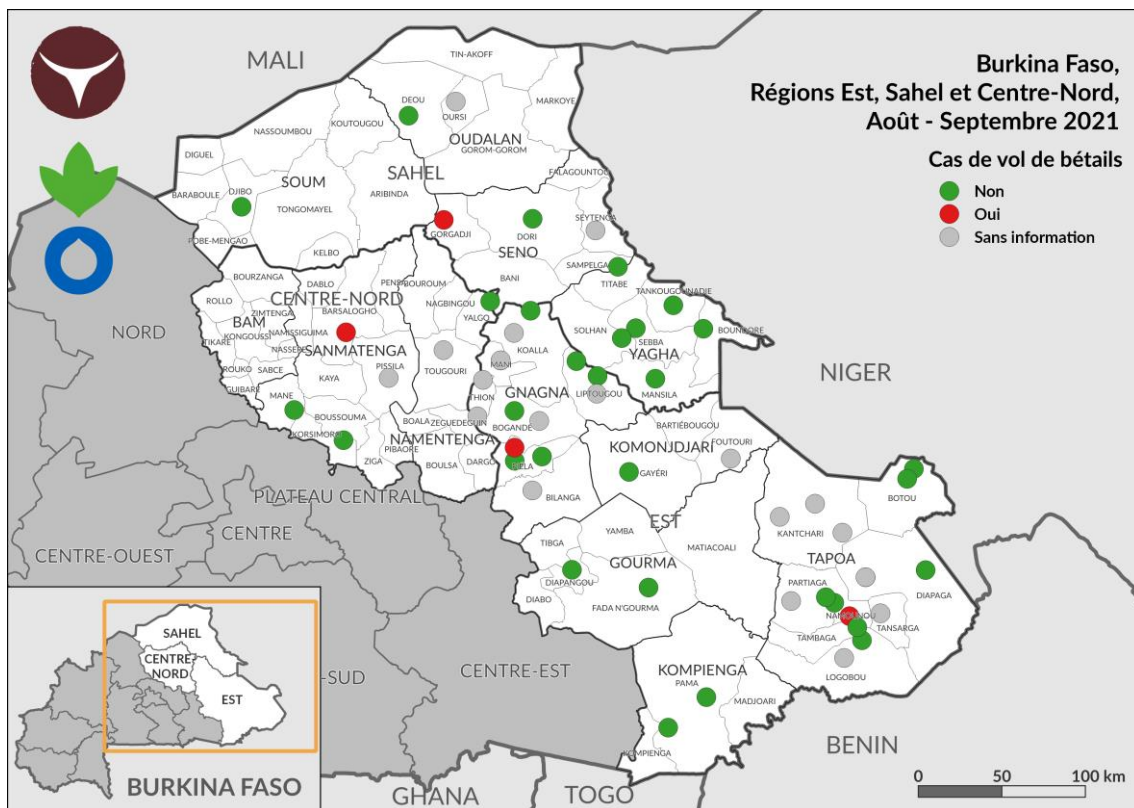 Burkina Faso,
Régions Est, Sahel et Centre-Nord,
Août - Septembre 2021
Cas de vol de bétails
Non
Oui
Sans information
MALI
TIN-AKOFF
DEOU
OURSI
MARKOYE
KOUTOUGOU
NASSOUMBOU
OUDALAN
GOROM-GOROM
DIGUEL
SAHEL
FALAGOUNTOU
SOUM
BARABOULE
DJIBO
ARIBINDA
TONGOMAYEL
SEYTENGA
GORGADJI
DORI
POBE-MENGAO
KELBO
SENO
SAMPELGA
BANI
BOURZANGA
DABLO
BOUROUM
TITABE
TANKOUGOUNADIE
ROLLO
CENTRE-NORD
NAGBINGOU
YALGO
ZIMTENGA
BARSALOGHO
NORD
BAM
KONGOUSSI
NAMISSIGUIMA
SOLHAN
SEBBA
BOUNDORE
TIKARE
NASSERE
SANMATENGA
KOALLA
YAGHA
MANI
ROUKO
SABCE
KAYA
PISSILA
TOUGOURI
NIGER
GUIBARE
MANE
THION
GNAGNA
LIPTOUGOU
MANSILA
BOUSSOUMA
BOALA
ZEGUEDEGUIN
BOGANDE
BARTIÉBOUGOU
KORSIMORO
NAMENTENGA
KOMONDJARI
FOUTOURI
PIBAORE
ZIGA
BOULSA
DARGO
PIELA
GAYÉRI
BOTOU
PLATEAU CENTRAL
BILANGA
EST
CENTRE
YAMBA
KANTCHARI
CENTRE-OUEST
TIBGA
MATIACOALI
GOURMA
TAPOA
DIAPANGOU
PARTIAGA
DIAPAGA
DIABO
FADA N'GOURMA
NAMOUNOU
TANSARGA
TAMBAGA
LOGOBOU
CENTRE-EST
KOMPIENGA
PAMA
MADJOARI
-SUD
KOMPIENGA
BENIN
GHANA
TOGO
SAHEL
CENTRE-
NORD
EST
BURKINA FASO
0 50 100 km